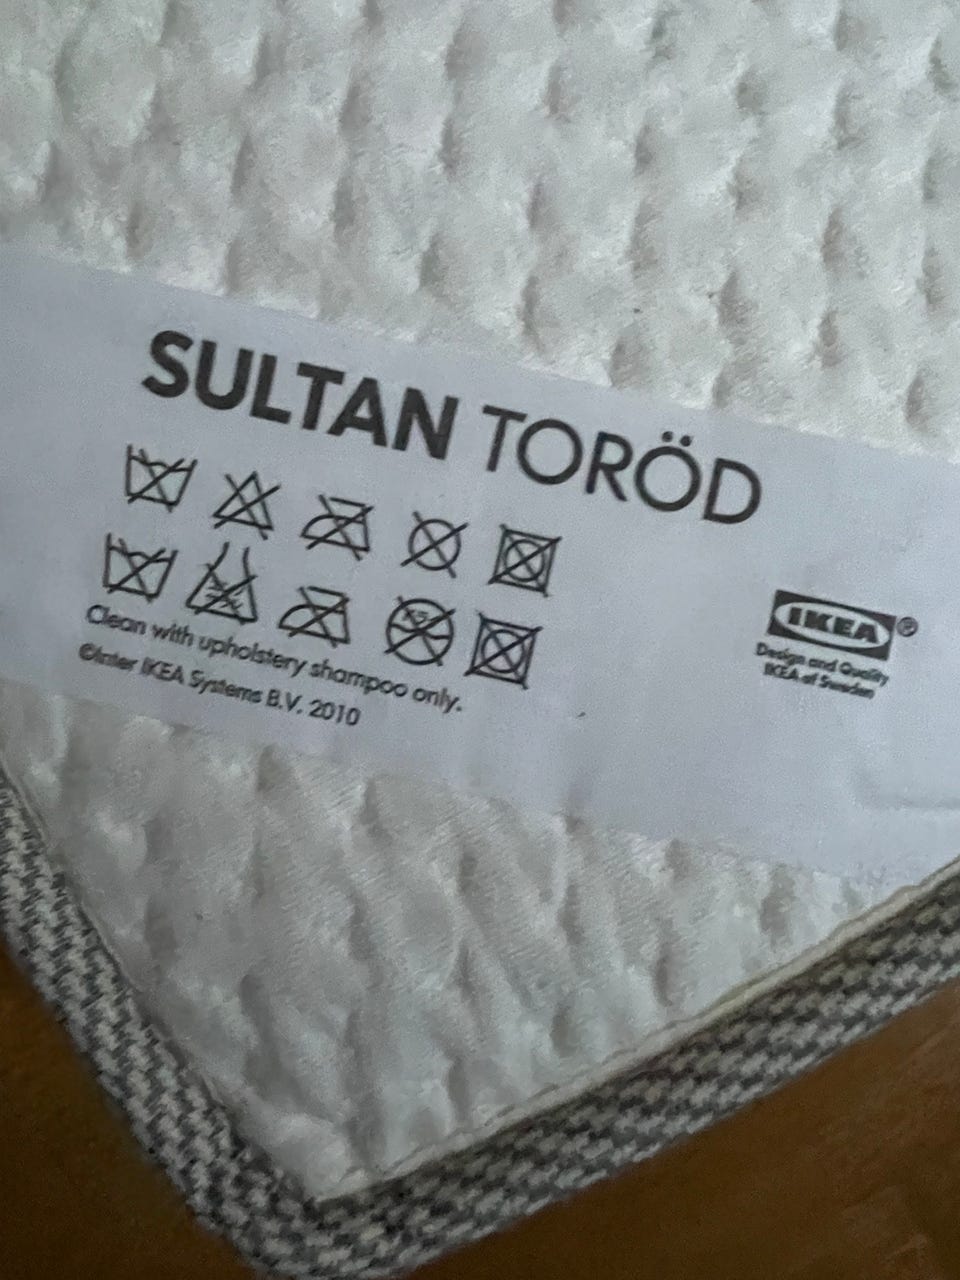 SULTAN TORÖD
Clean with upholstery shampoo only.
©Inter IKEA Systems B.V. 2010
IKEA®
Design and Quality
IKEA of Sweden